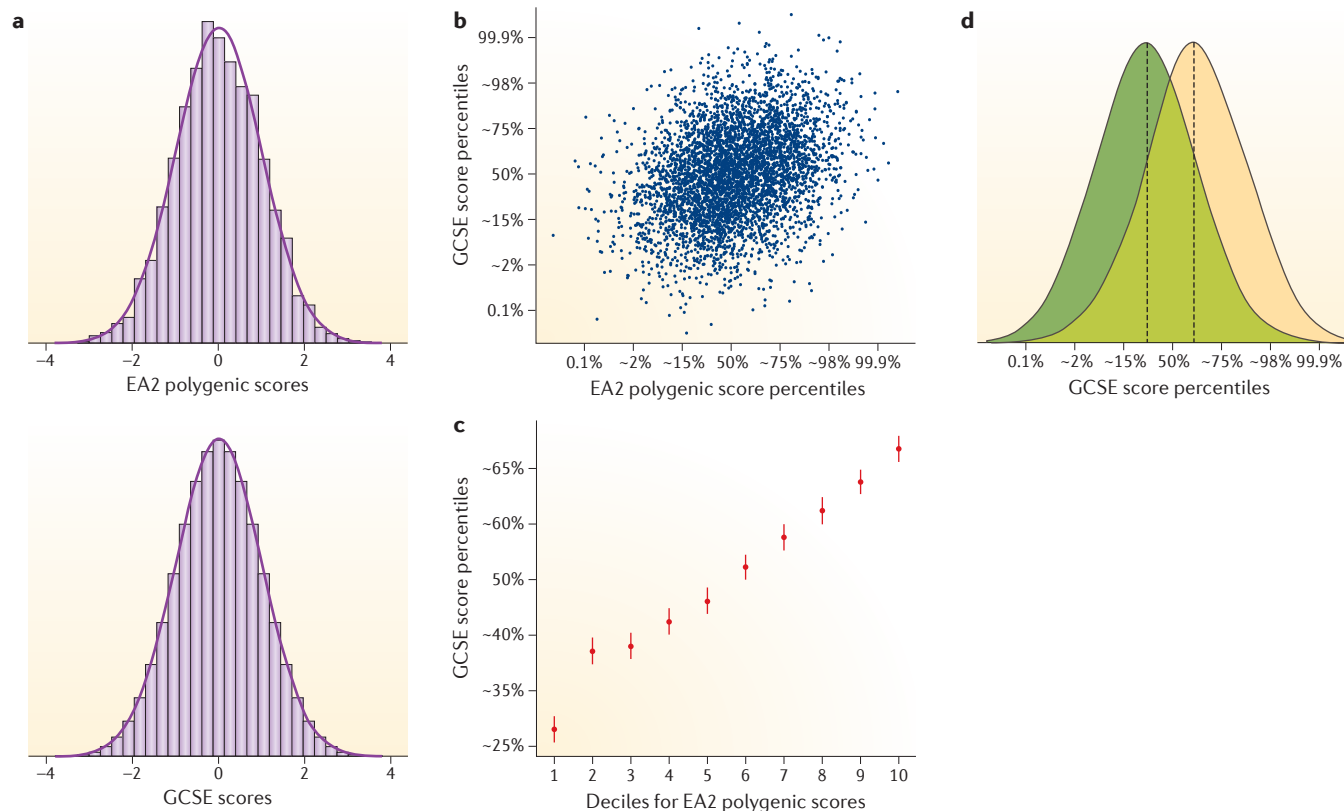 a
−4 −2 0 2 4
EA2 polygenic scores
−4 −2 0 2 4
GCSE scores
b
GCSE score percentiles
99.9%
~98%
~75%
50%
~15%
~2%
0.1%
0.1% ~2% ~15% 50% ~75% ~98% 99.9%
EA2 polygenic score percentiles
c
GCSE score percentiles
~65%
~60%
50%
~40%
~35%
~25%
1 2 3 4 5 6 7 8 9 10
Deciles for EA2 polygenic scores
d
0.1% ~2% ~15% 50% ~75% ~98% 99.9%
GCSE score percentiles